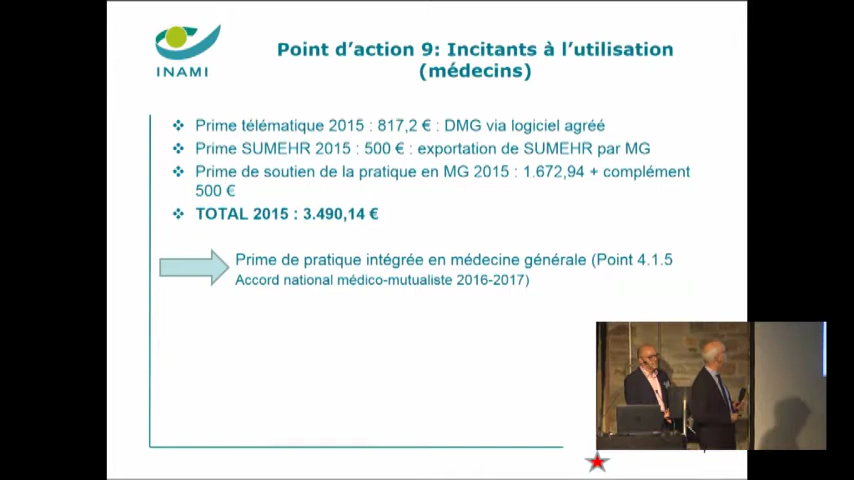 INAMI
Point d'action 9: Incitants à l'utilisation
(médecins)
Prime télématique 2015 : 817,2 € : DMG via logiciel agréé
Prime SUMEHR 2015 : 500 € : exportation de SUMEHR par MG
Prime de soutien de la pratique en MG 2015 : 1.672,94 + complément
500 €
TOTAL 2015 : 3.490,14 €
Prime de pratique intégrée en médecine générale (Point 4.1.5
Accord national médico-mutualiste 2016-2017)